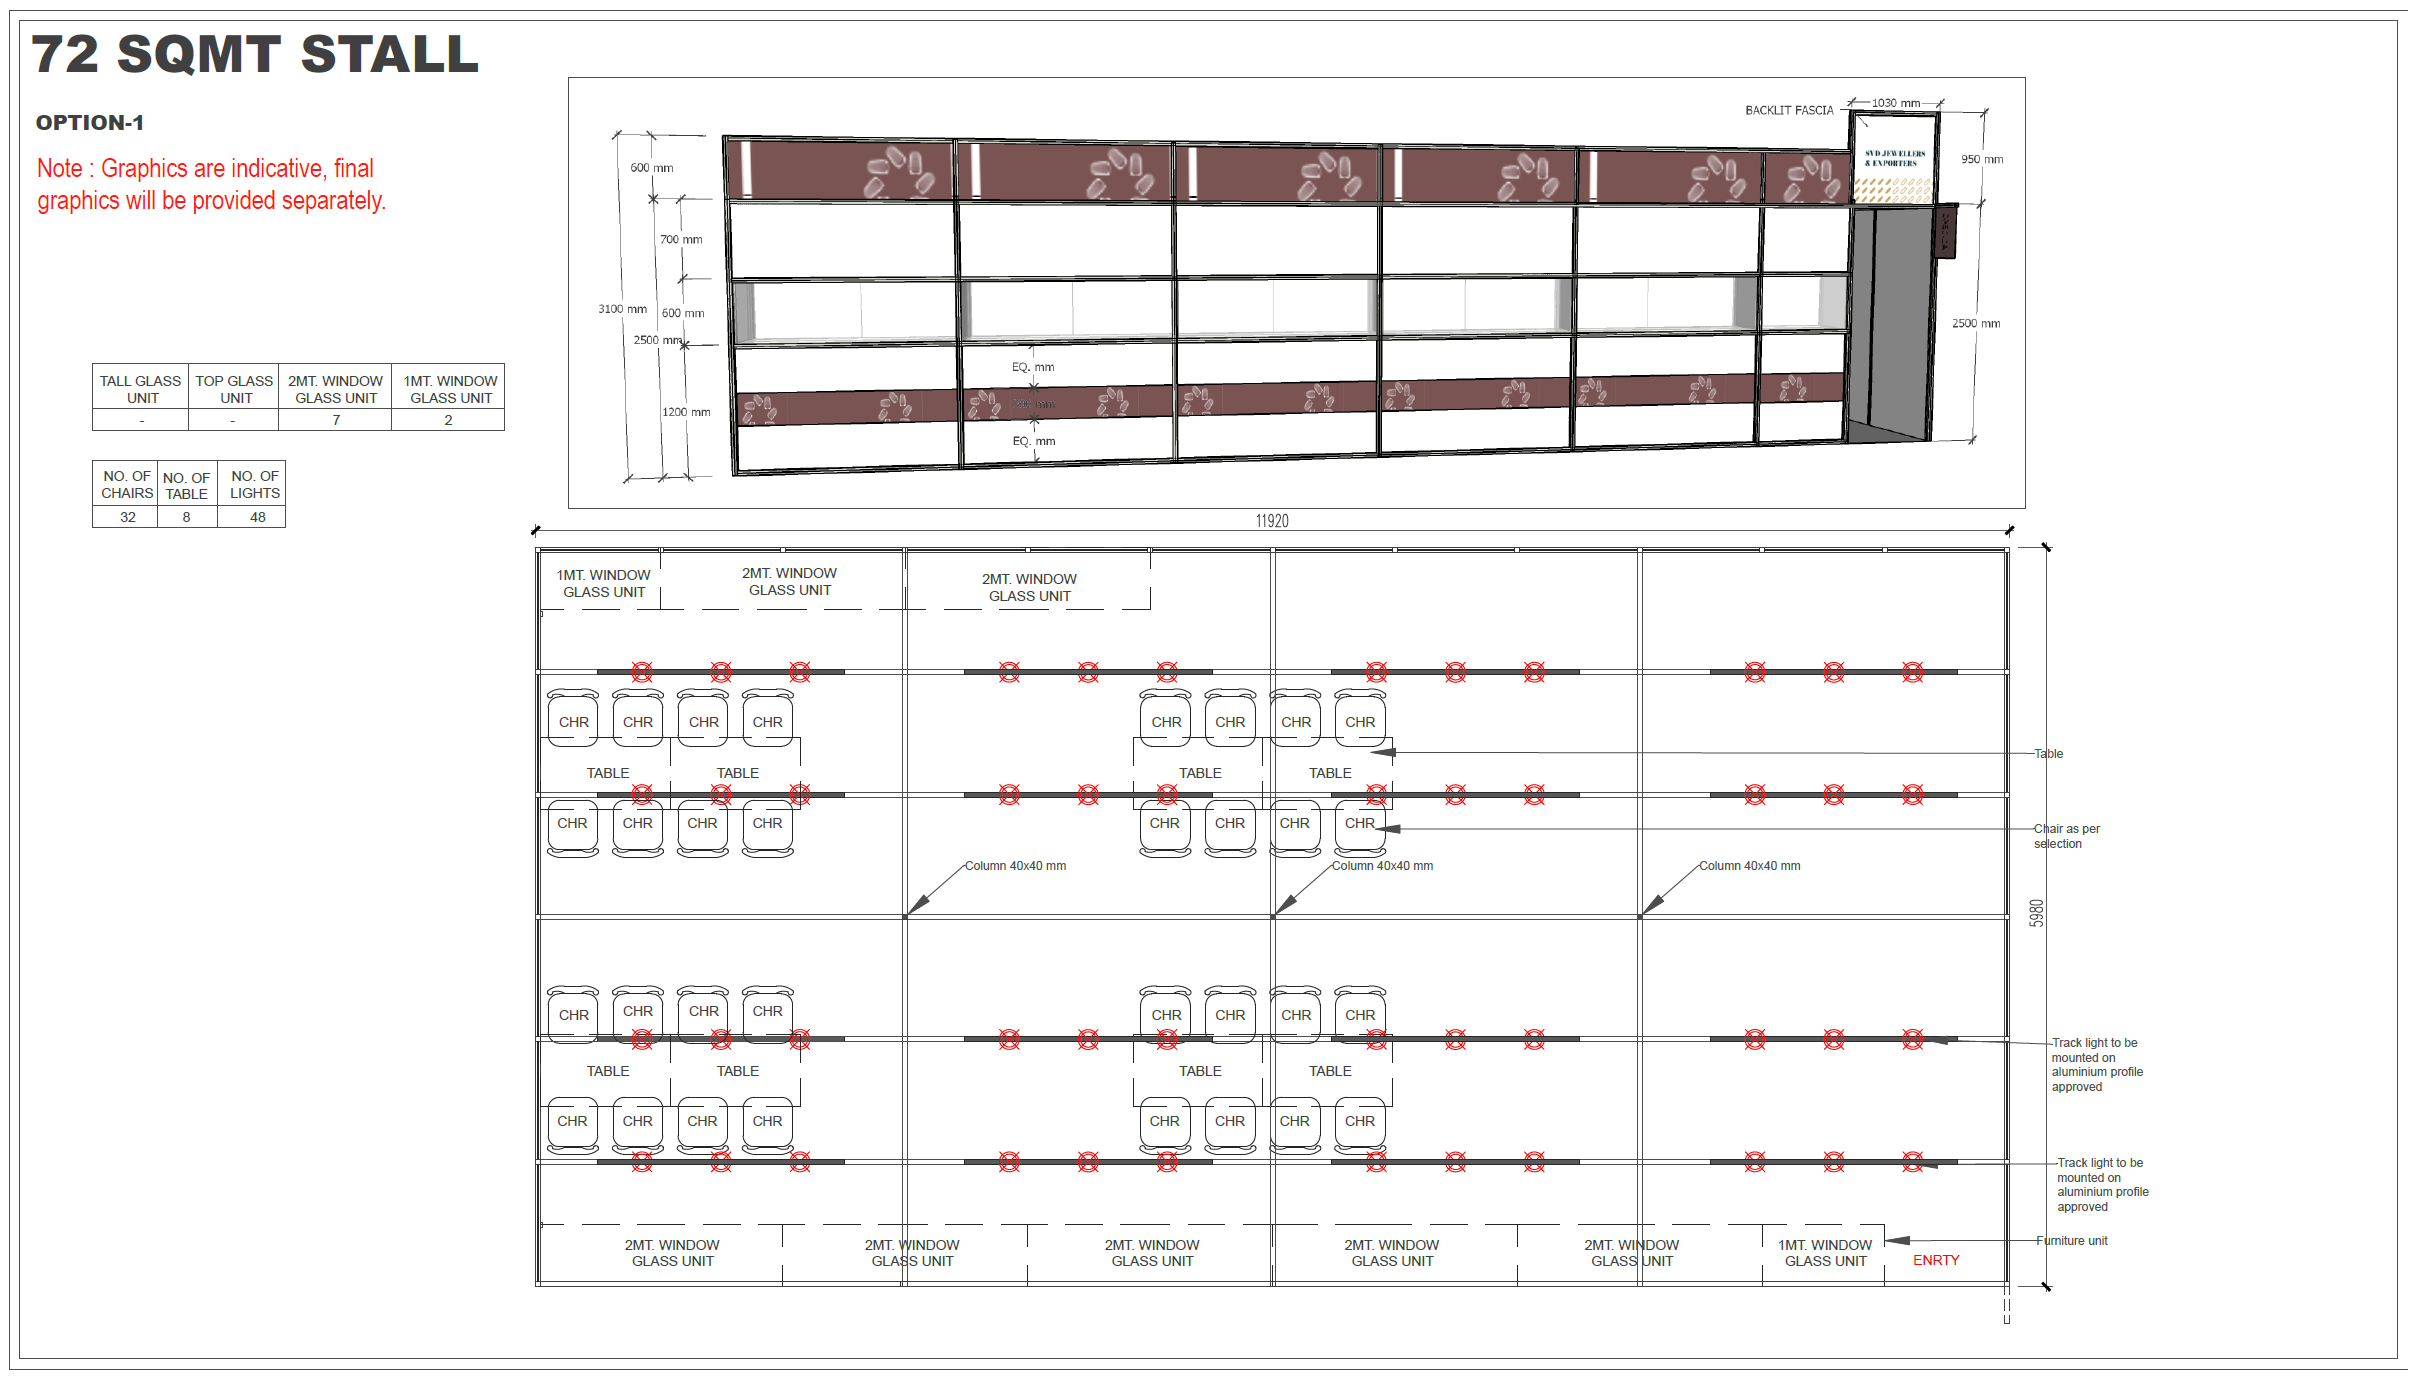 72 SQMT STALL
OPTION-1
Note : Graphics are indicative, final
graphics will be provided separately.
TALL GLASS UNIT
TOP GLASS UNIT
2MT. WINDOW GLASS UNIT
1MT. WINDOW GLASS UNIT
-
-
7
2
NO. OF CHAIRS
NO. OF TABLE
NO. OF LIGHTS
32
8
48
BACKLIT FASCIA
1030 mm
SVD JEWELLERS
& EXPORTERS
950 mm
2500 mm
600 mm
700 mm
3100 mm
600 mm
2500 mm
1200 mm
EQ. mm
EQ. mm
11920
1MT. WINDOW
GLASS UNIT
2MT. WINDOW
GLASS UNIT
2MT. WINDOW
GLASS UNIT
CHR CHR CHR CHR
CHR CHR CHR CHR
TABLE TABLE
TABLE TABLE
Table
CHR CHR CHR CHR
CHR CHR CHR CHR
Chair as per
selection
Column 40x40 mm
Column 40x40 mm
Column 40x40 mm
5980
CHR CHR CHR CHR
CHR CHR CHR CHR
Track light to be
mounted on
aluminium profile
approved
TABLE TABLE
TABLE TABLE
CHR CHR CHR CHR
CHR CHR CHR CHR
Track light to be
mounted on
aluminium profile
approved
2MT. WINDOW
GLASS UNIT
2MT. WINDOW
GLASS UNIT
2MT. WINDOW
GLASS UNIT
2MT. WINDOW
GLASS UNIT
2MT. WINDOW
GLASS UNIT
1MT. WINDOW
GLASS UNIT
Furniture unit
ENRTY